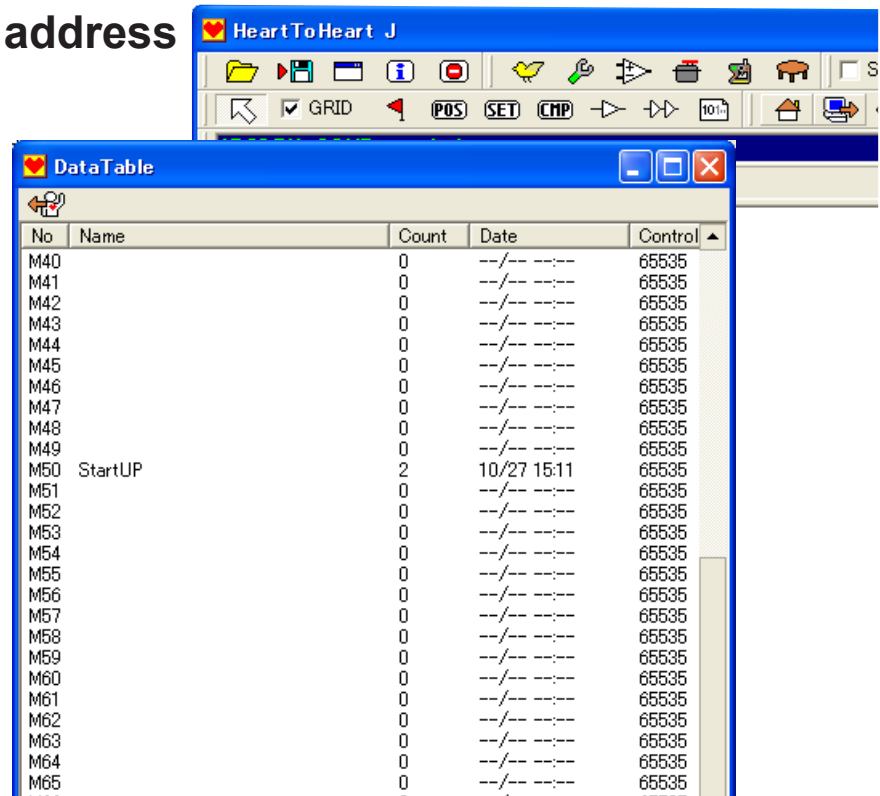 address
HeartToHeart J
GRID POS SET CMP 101
DataTable
No Name Count Date Control
M40 0 --/-- --:-- 65535
M41 0 --/-- --:-- 65535
M42 0 --/-- --:-- 65535
M43 0 --/-- --:-- 65535
M44 0 --/-- --:-- 65535
M45 0 --/-- --:-- 65535
M46 0 --/-- --:-- 65535
M47 0 --/-- --:-- 65535
M48 0 --/-- --:-- 65535
M49 0 --/-- --:-- 65535
M50 StartUP 2 10/27 15:11 65535
M51 0 --/-- --:-- 65535
M52 0 --/-- --:-- 65535
M53 0 --/-- --:-- 65535
M54 0 --/-- --:-- 65535
M55 0 --/-- --:-- 65535
M56 0 --/-- --:-- 65535
M57 0 --/-- --:-- 65535
M58 0 --/-- --:-- 65535
M59 0 --/-- --:-- 65535
M60 0 --/-- --:-- 65535
M61 0 --/-- --:-- 65535
M62 0 --/-- --:-- 65535
M63 0 --/-- --:-- 65535
M64 0 --/-- --:-- 65535
M65 0 --/-- --:-- 65535